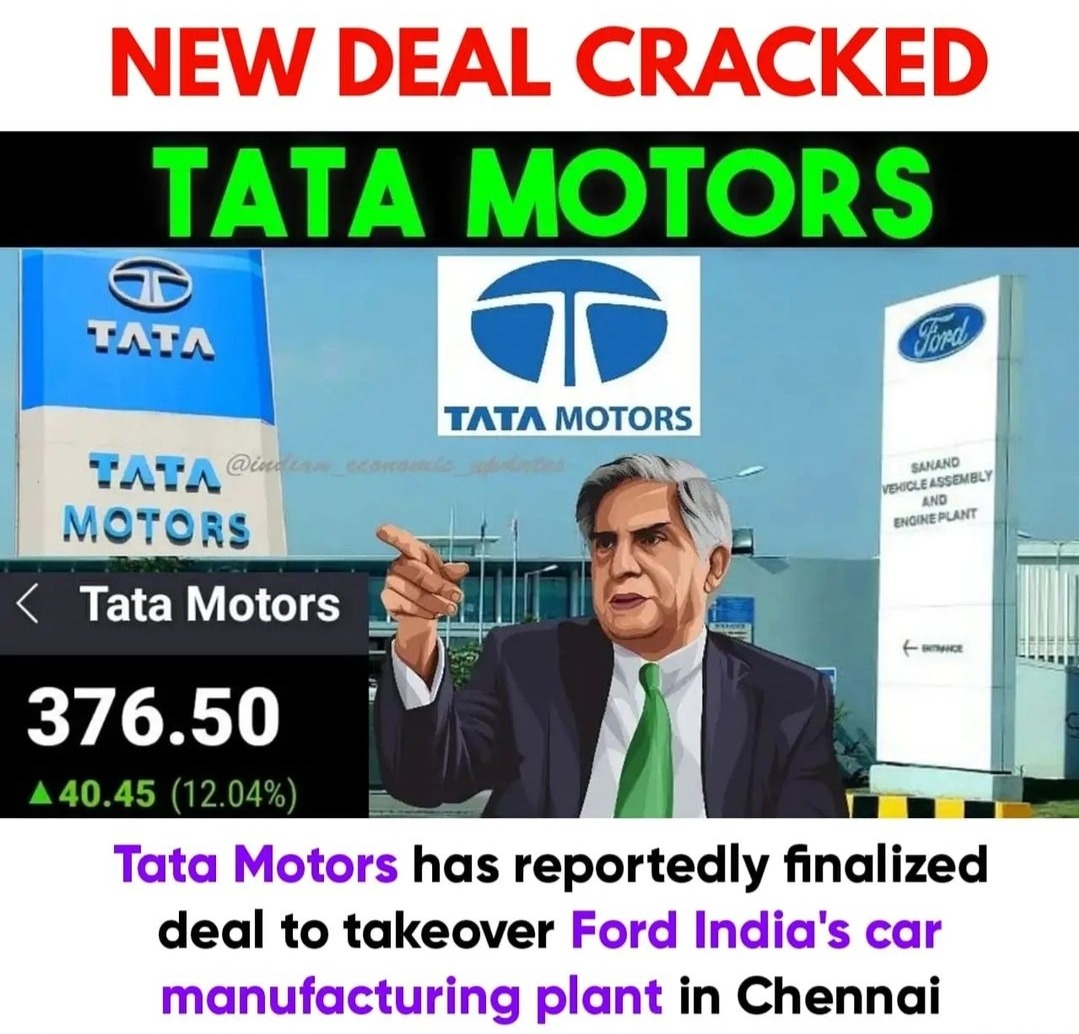 NEW DEAL CRACKED
TATA MOTORS
TATA
TATA MOTORS
Ford
TATA
MOTORS
@indian_economic_updates
SANAND
VEHICLE ASSEMBLY
AND
ENGINE PLANT
← ENTRANCE
< Tata Motors
376.50
▲40.45 (12.04%)
Tata Motors has reportedly finalized
deal to takeover Ford India's car
manufacturing plant in Chennai